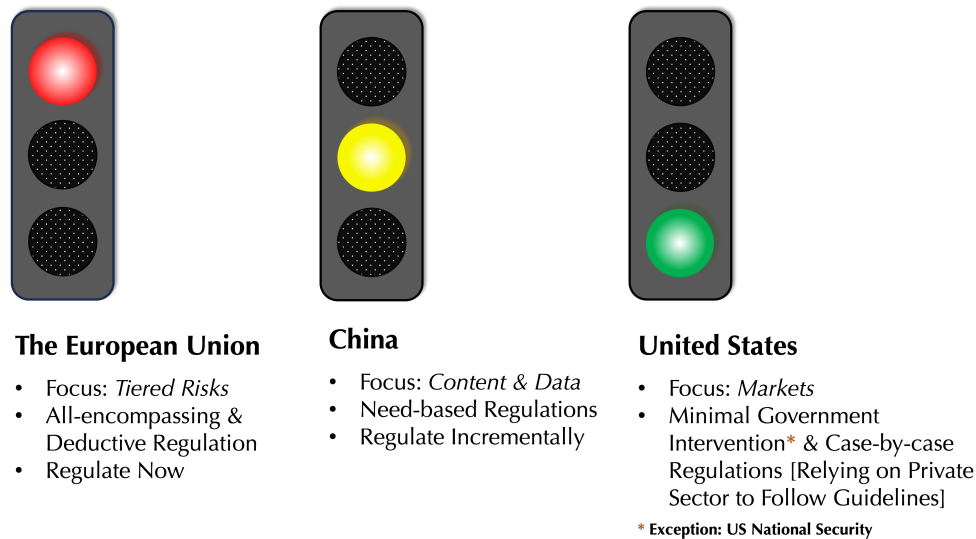 The European Union
• Focus: Tiered Risks
• All-encompassing &
Deductive Regulation
• Regulate Now
China
• Focus: Content & Data
• Need-based Regulations
• Regulate Incrementally
United States
• Focus: Markets
• Minimal Government
Intervention* & Case-by-case
Regulations [Relying on Private
Sector to Follow Guidelines]
* Exception: US National Security